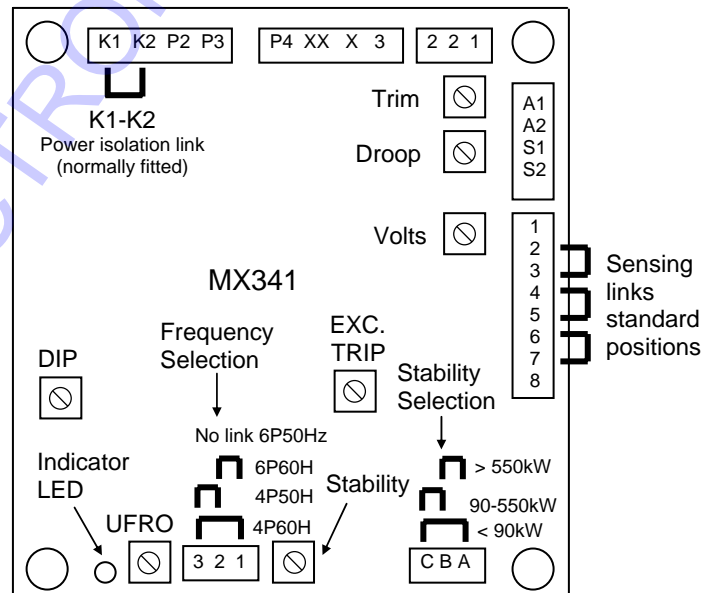 K1 K2 P2 P3
P4 XX X 3
2 2 1
K1-K2
Power isolation link
(normally fitted)
Trim
Droop
Volts
A1
A2
S1
S2
1
2
3
4
5
6
7
8
Sensing
links
standard
positions
MX341
DIP
Frequency
Selection
EXC.
TRIP
Stability
Selection
No link 6P50Hz
6P60H
4P50H
4P60H
Indicator
LED
UFRO
3 2 1
Stability
> 550kW
90-550kW
< 90kW
C B A
CTRON